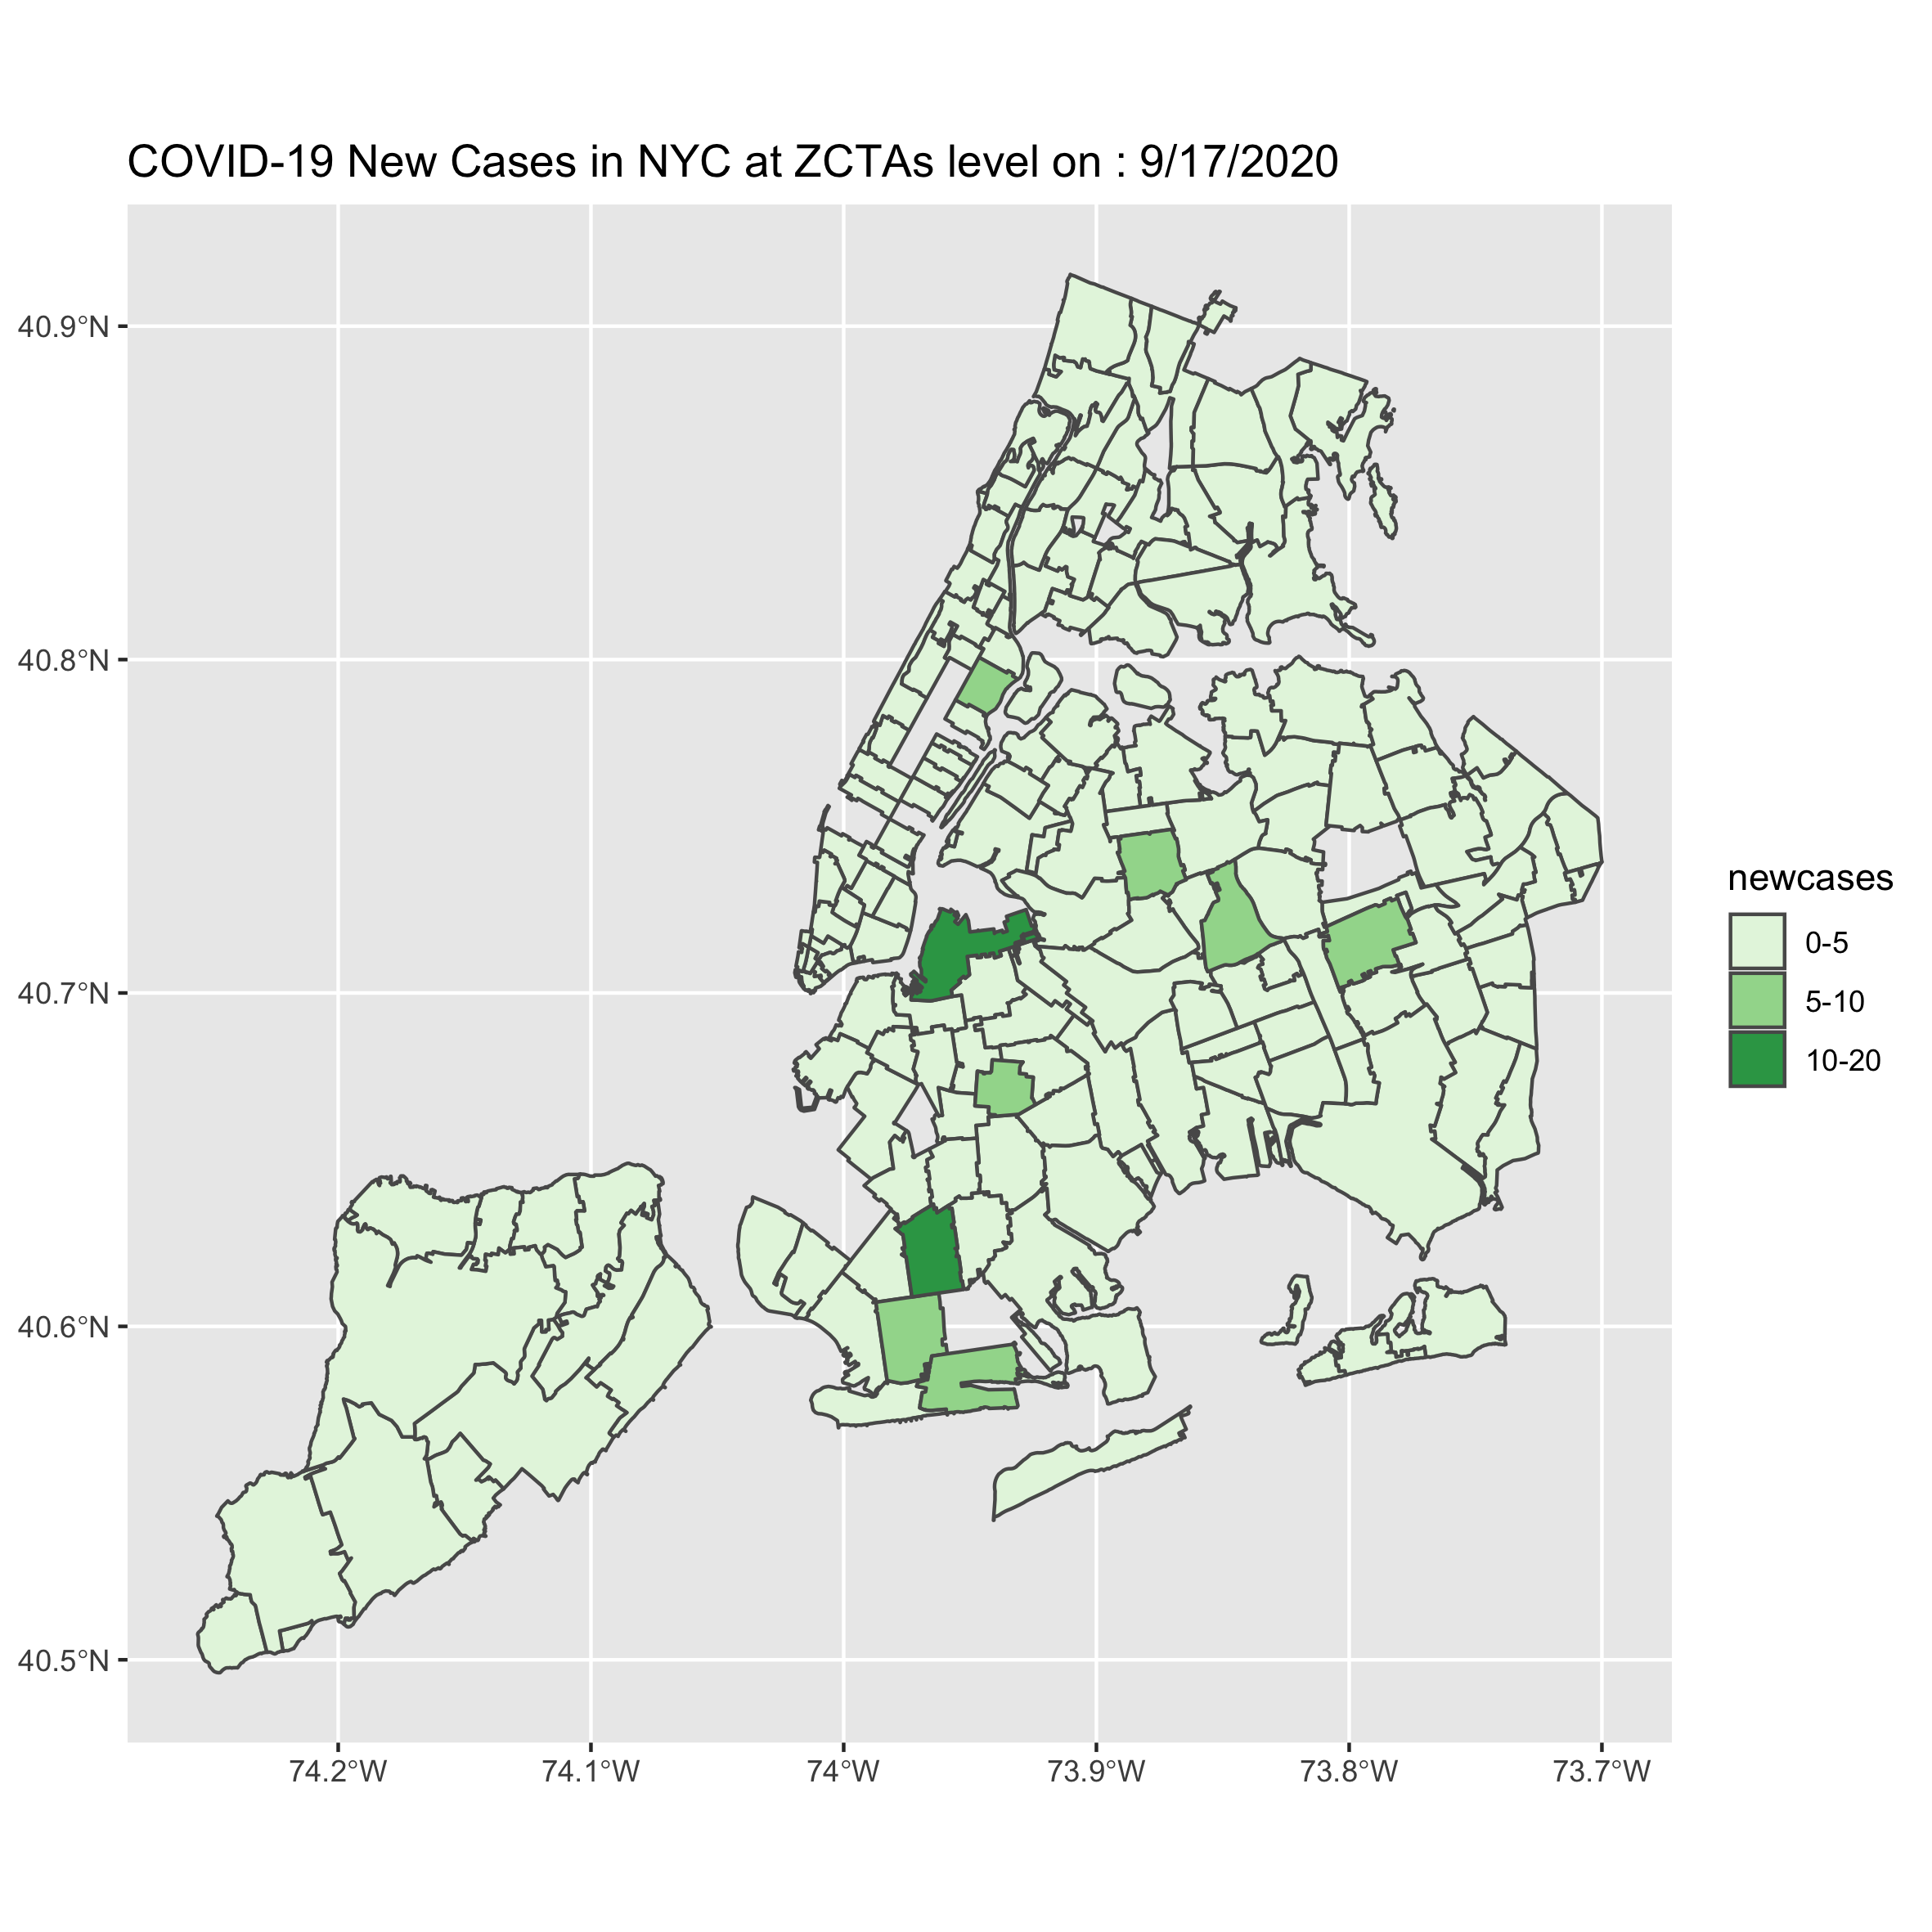 COVID-19 New Cases in NYC at ZCTAs level on : 9/17/2020
40.9°N
40.8°N
40.7°N
40.6°N
40.5°N
74.2°W 74.1°W 74°W 73.9°W 73.8°W 73.7°W
newcases
0-5
5-10
10-20